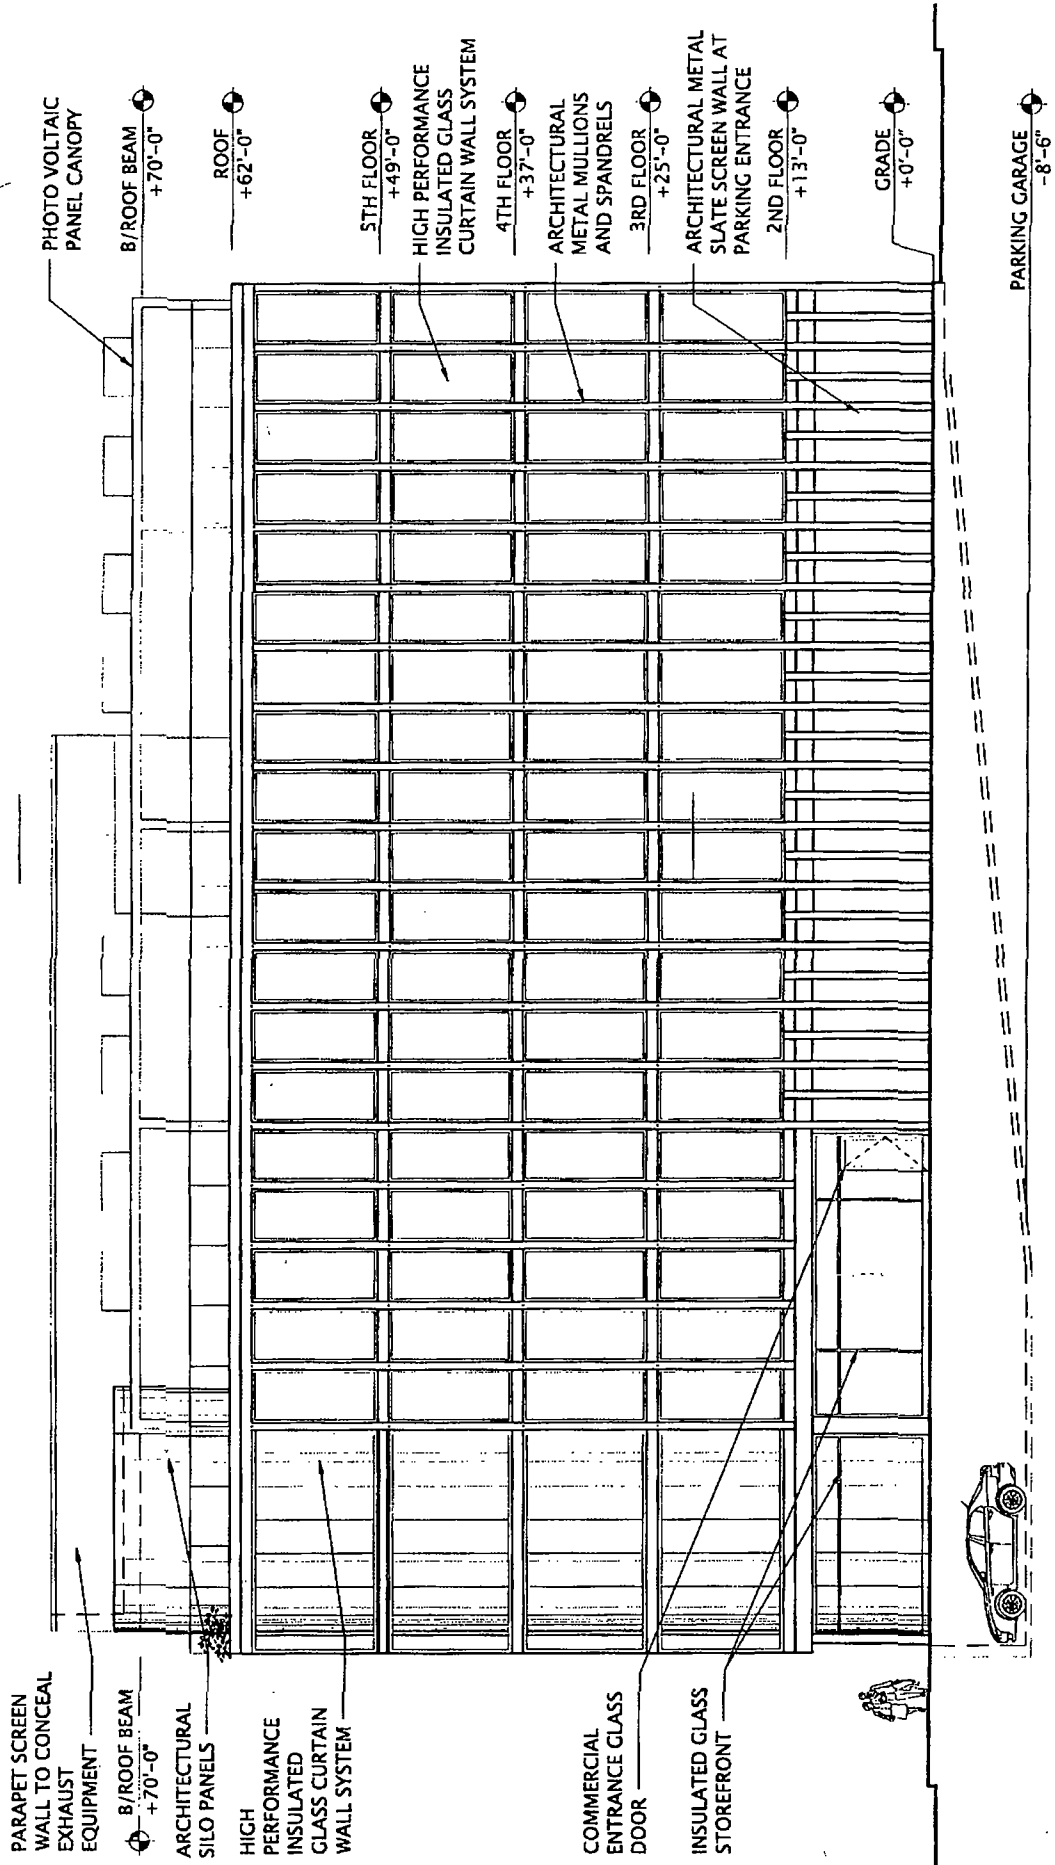 PARAPET SCREEN
WALL TO CONCEAL
EXHAUST
EQUIPMENT
B/ROOF BEAM
+70'-0"
ARCHITECTURAL
SILO PANELS
HIGH
PERFORMANCE
INSULATED
GLASS CURTAIN
WALL SYSTEM
COMMERCIAL
ENTRANCE GLASS
DOOR
INSULATED GLASS
STOREFRONT
PHOTO VOLTAIC
PANEL CANOPY
B/ROOF BEAM
+70'-0"
ROOF
+62'-0"
5TH FLOOR
+49'-0"
HIGH PERFORMANCE
INSULATED GLASS
CURTAIN WALL SYSTEM
4TH FLOOR
+37'-0"
ARCHITECTURAL
METAL MULLIONS
AND SPANDRELS
3RD FLOOR
+25'-0"
ARCHITECTURAL METAL
SLATE SCREEN WALL AT
PARKING ENTRANCE
2ND FLOOR
+13'-0"
GRADE
+0'-0"
PARKING GARAGE
-8'-6"